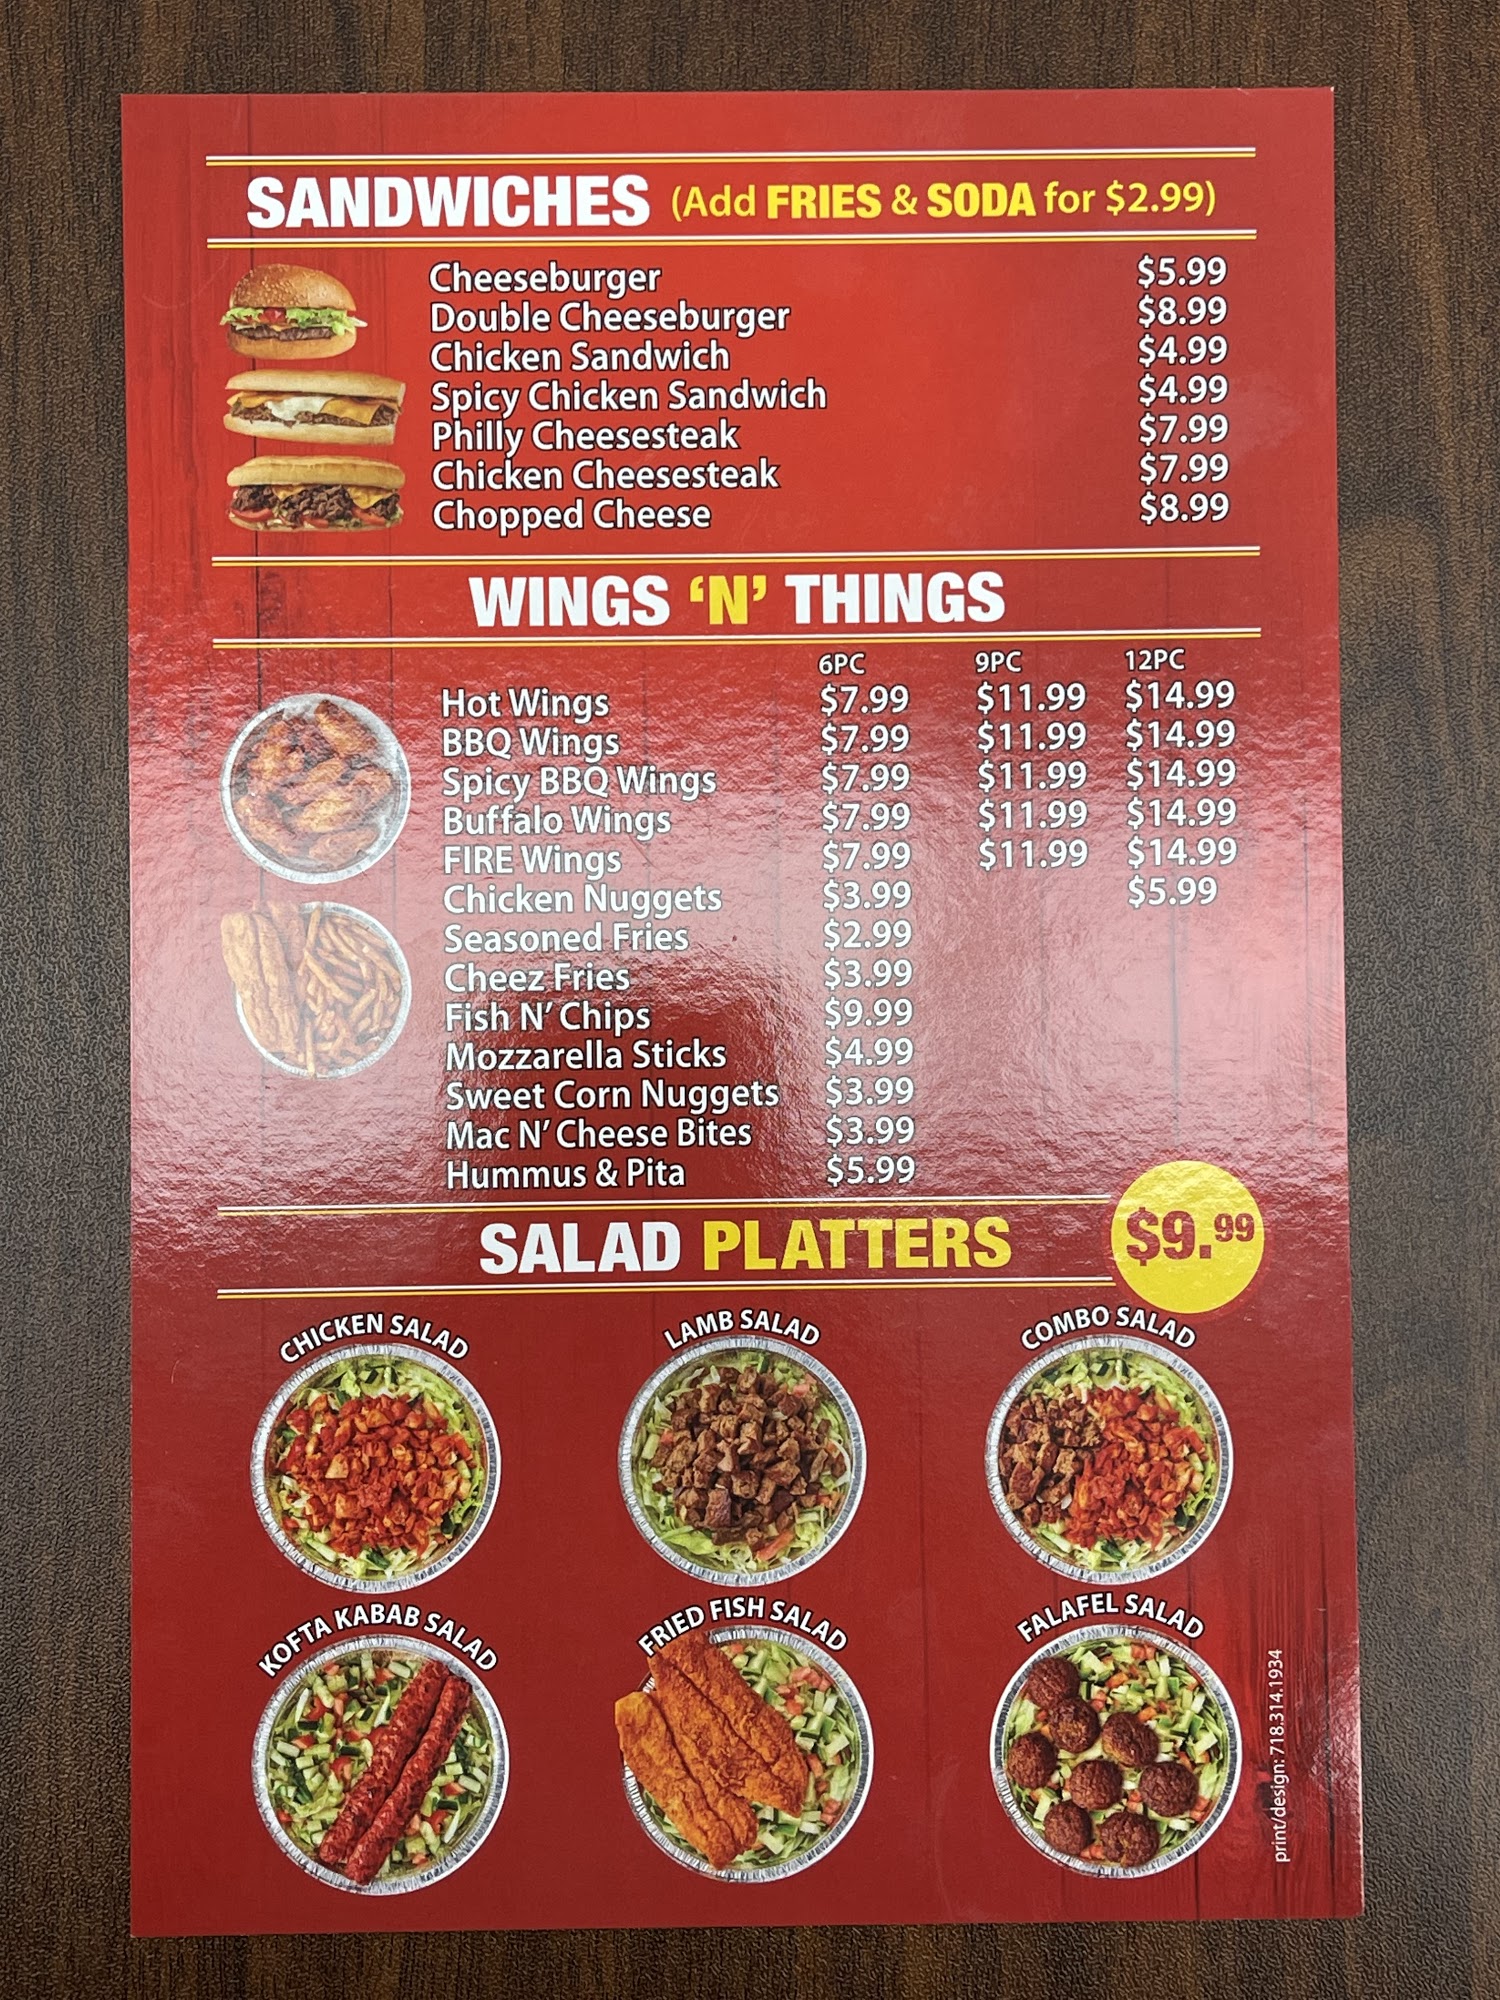 SANDWICHES (Add FRIES & SODA for $2.99)
Cheeseburger $5.99
Double Cheeseburger $8.99
Chicken Sandwich $4.99
Spicy Chicken Sandwich $4.99
Philly Cheesesteak $7.99
Chicken Cheesesteak $7.99
Chopped Cheese $8.99
WINGS ‘N’ THINGS
6PC 9PC 12PC
Hot Wings $7.99 $11.99 $14.99
BBQ Wings $7.99 $11.99 $14.99
Spicy BBQ Wings $7.99 $11.99 $14.99
Buffalo Wings $7.99 $11.99 $14.99
FIRE Wings $7.99 $11.99 $14.99
Chicken Nuggets $3.99 $5.99
Seasoned Fries $2.99
Cheez Fries $3.99
Fish N’ Chips $9.99
Mozzarella Sticks $4.99
Sweet Corn Nuggets $3.99
Mac N’ Cheese Bites $3.99
Hummus & Pita $5.99
SALAD PLATTERS $9.99
CHICKEN SALAD
LAMB SALAD
COMBO SALAD
KOFTA KABAB SALAD
FRIED FISH SALAD
FALAFEL SALAD
print/design: 718.314.1934